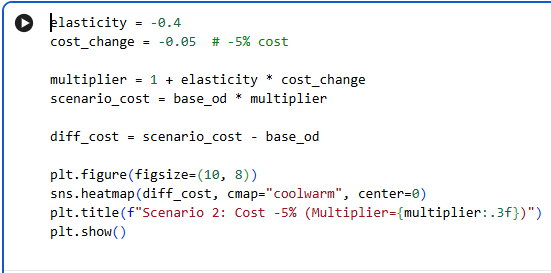 elasticity = -0.4
cost_change = -0.05  # -5% cost
multiplier = 1 + elasticity * cost_change
scenario_cost = base_od * multiplier
diff_cost = scenario_cost - base_od
plt.figure(figsize=(10, 8))
sns.heatmap(diff_cost, cmap="coolwarm", center=0)
plt.title(f"Scenario 2: Cost -5% (Multiplier={multiplier:.3f})")
plt.show()